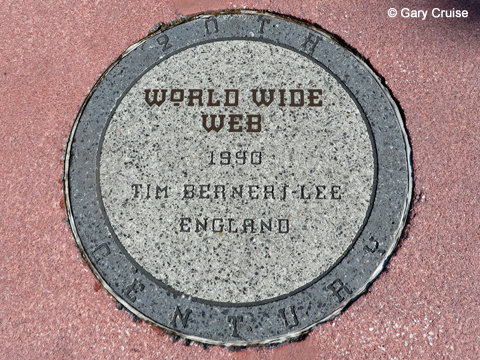 © Gary Cruise
20TH
WORLD WIDE
WEB
1990
TIM BERNERS-LEE
ENGLAND
CENTURY